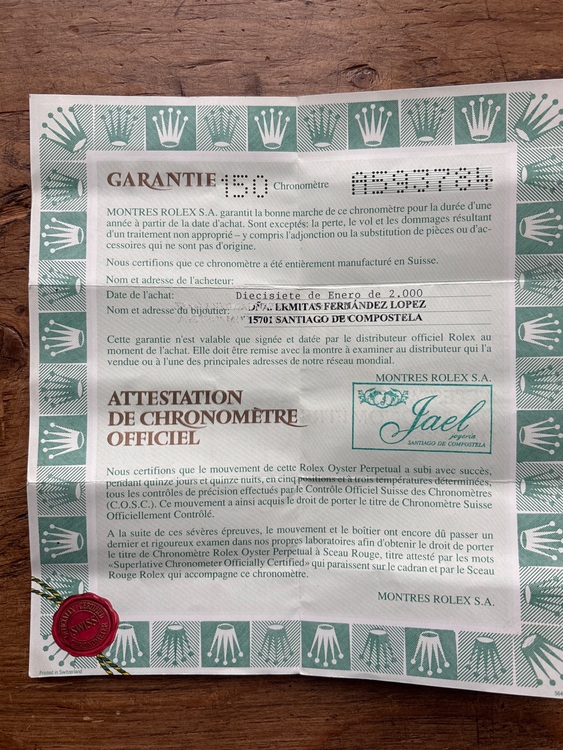 GARANTIE 150 Chronomètre A593784
MONTRES ROLEX S.A. garantit la bonne marche de ce chronomètre pour la durée d'une
année à partir de la date d'achat. Sont exceptés: la perte, le vol et les dommages résultant
d'un traitement non approprié – y compris l'adjonction ou la substitution de pièces ou d'ac-
cessoires qui ne sont pas d'origine.
Nous certifions que ce chronomètre a été entièrement manufacturé en Suisse.
Nom et adresse de l'acheteur:
Date de l'achat: Diecisiete de Enero de 2.000
Nom et adresse du bijoutier: ERMITAS FERNÁNDEZ LOPEZ
15701 SANTIAGO DE COMPOSTELA
Cette garantie n'est valable que signée et datée par le distributeur officiel Rolex au
moment de l'achat. Elle doit être remise avec la montre à examiner au distributeur qui l'a
vendue ou à l'une des principales adresses de notre réseau mondial.
MONTRES ROLEX S.A.
Jael
joyería
SANTIAGO DE COMPOSTELA
ATTESTATION
DE CHRONOMÈTRE
OFFICIEL
Nous certifions que le mouvement de cette Rolex Oyster Perpetual a subi avec succès,
pendant quinze jours et quinze nuits, en cinq positions et à trois températures déterminées,
tous les contrôles de précision effectués par le Contrôle Officiel Suisse des Chronomètres
(C.O.S.C.). Ce mouvement a ainsi acquis le droit de porter le titre de Chronomètre Suisse
Officiellement Contrôlé.
A la suite de ces sévères épreuves, le mouvement et le boîtier ont encore dû passer un
dernier et rigoureux examen dans nos propres laboratoires afin d'obtenir le droit de porter
le titre de Chronomètre Rolex Oyster Perpetual à Sceau Rouge, titre attesté par les mots
«Superlative Chronometer Officially Certified» qui paraissent sur le cadran et par le Sceau
Rouge Rolex qui accompagne ce chronomètre.
MONTRES ROLEX S.A.
SWISS
Printed in Switzerland